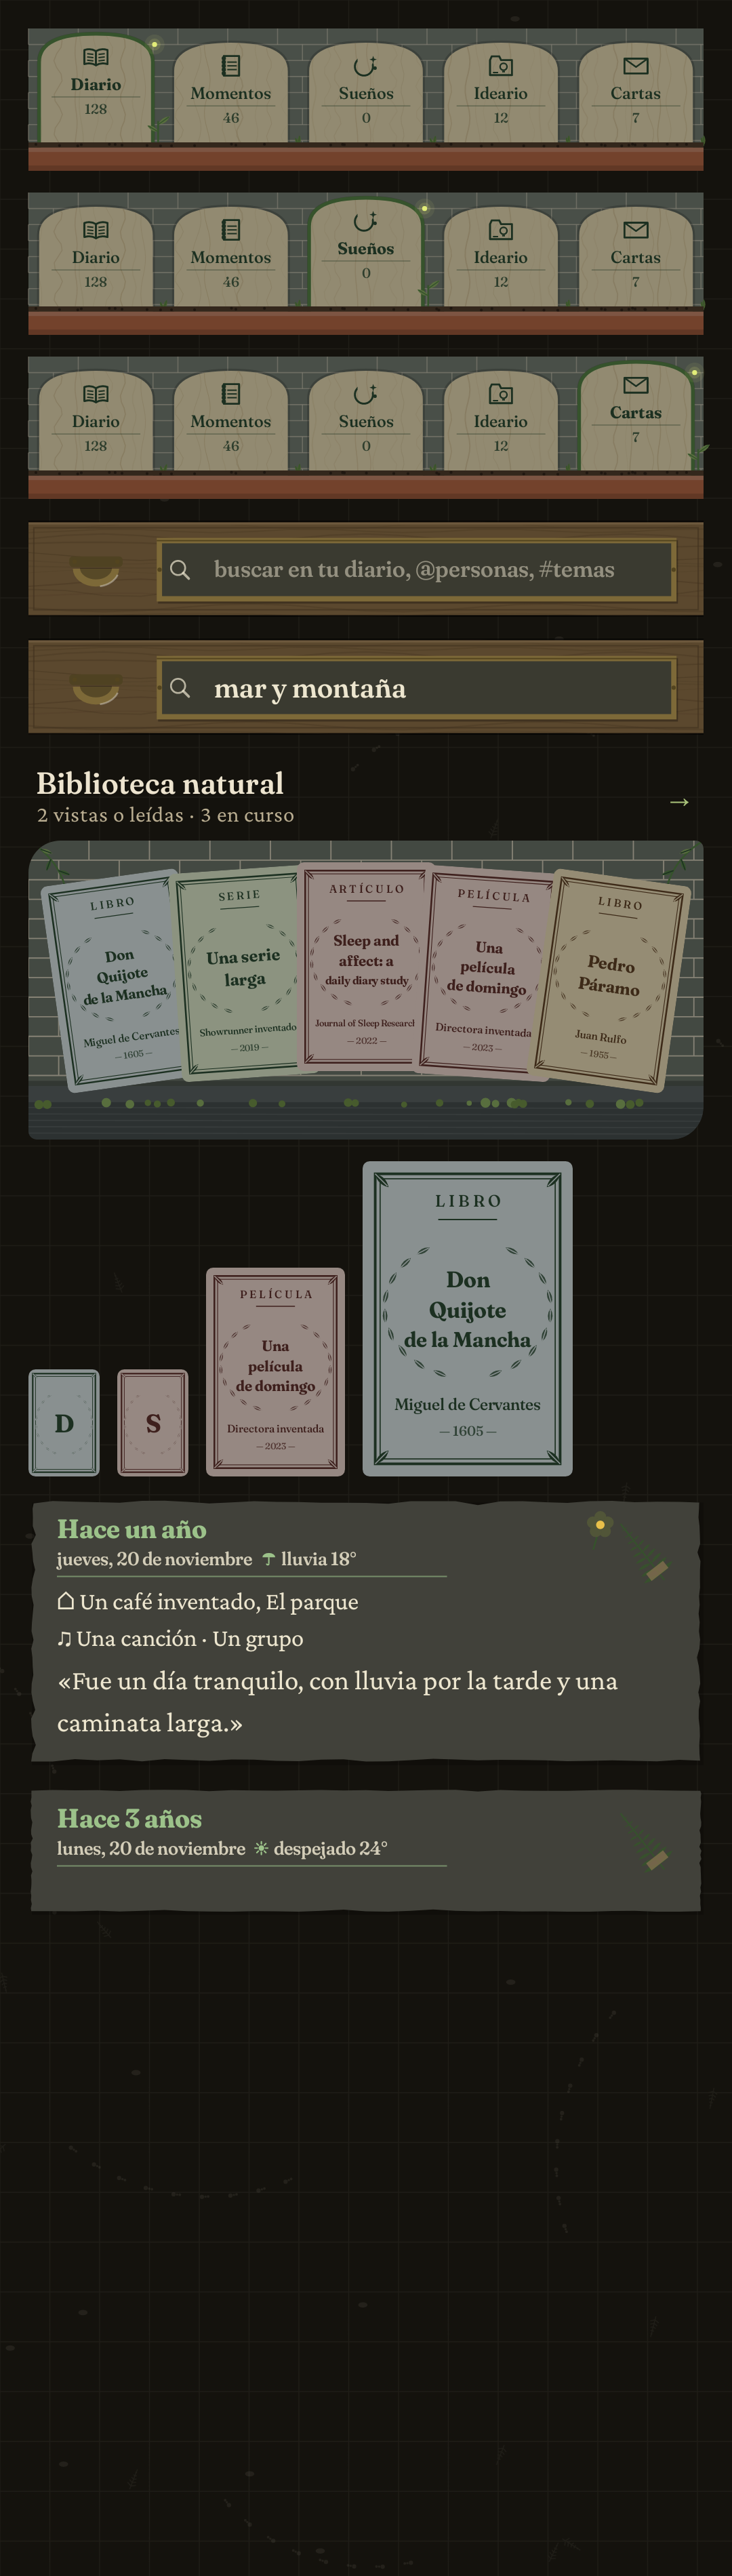 Diario
128
Momentos
46
Sueños
0
Ideario
12
Cartas
7
Diario
128
Momentos
46
Sueños
0
Ideario
12
Cartas
7
Diario
128
Momentos
46
Sueños
0
Ideario
12
Cartas
7
buscar en tu diario, @personas, #temas
mar y montaña
Biblioteca natural
→
2 vistas o leídas · 3 en curso
LIBRO
Don
Quijote
de la Mancha
Miguel de Cervantes
— 1605 —
SERIE
Una serie
larga
Showrunner inventado
— 2019 —
ARTÍCULO
Sleep and
affect: a
daily diary study
Journal of Sleep Research
— 2022 —
PELÍCULA
Una
película
de domingo
Directora inventada
— 2023 —
LIBRO
Pedro
Páramo
Juan Rulfo
— 1955 —
D
S
PELÍCULA
Una
película
de domingo
Directora inventada
— 2023 —
LIBRO
Don
Quijote
de la Mancha
Miguel de Cervantes
— 1605 —
Hace un año
jueves, 20 de noviembre ☂ lluvia 18°
Un café inventado, El parque
♫ Una canción · Un grupo
«Fue un día tranquilo, con lluvia por la tarde y una
caminata larga.»
Hace 3 años
lunes, 20 de noviembre ☀ despejado 24°